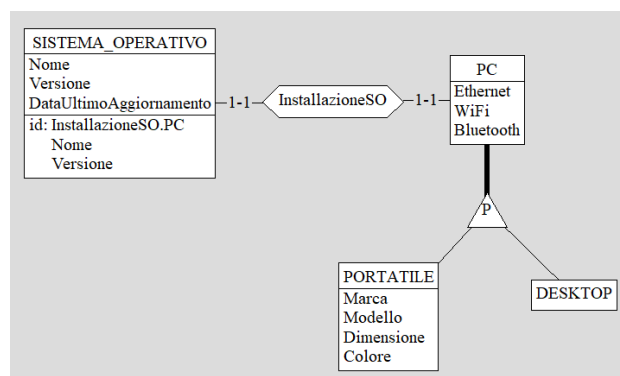 SISTEMA_OPERATIVO
Nome
Versione
DataUltimoAggiornamento
id: InstallazioneSO.PC
Nome
Versione
1-1
InstallazioneSO
1-1
PC
Ethernet
WiFi
Bluetooth
P
PORTATILE
Marca
Modello
Dimensione
Colore
DESKTOP